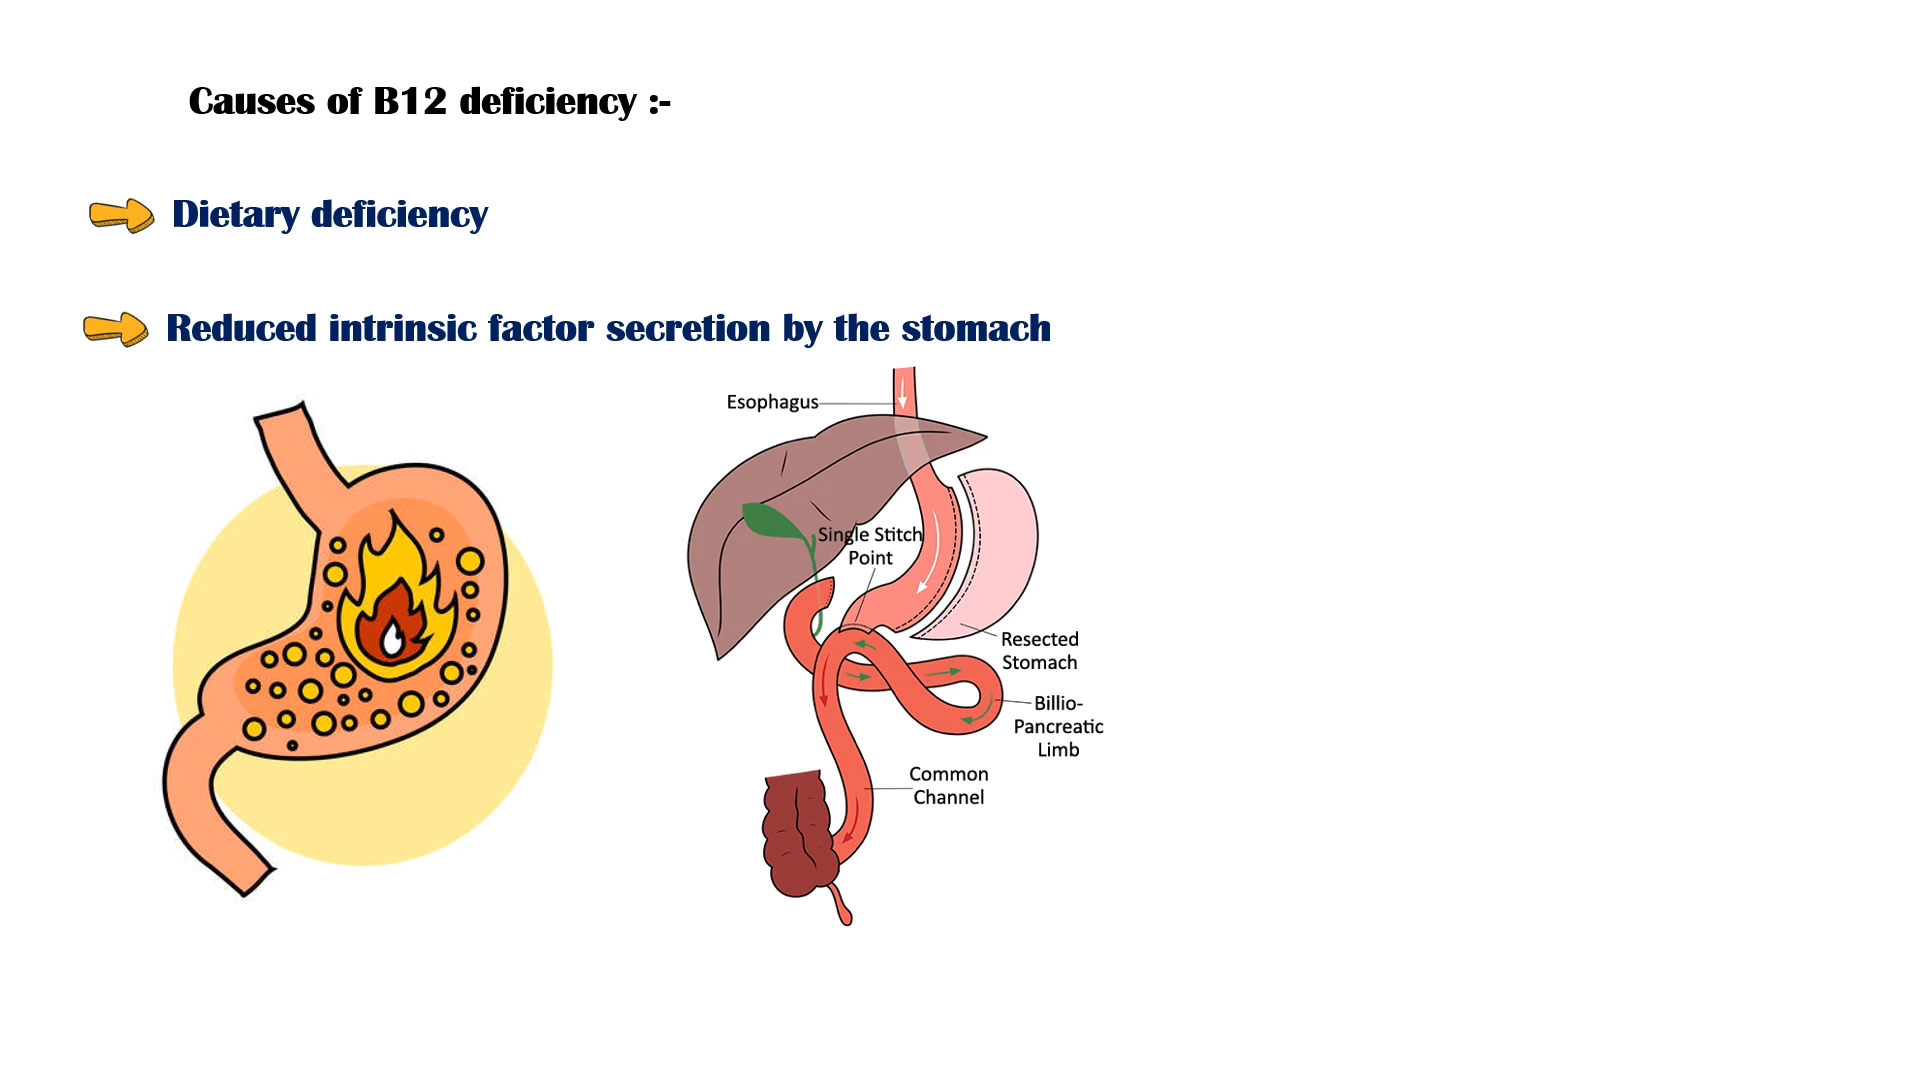 Causes of B12 deficiency :-
Dietary deficiency
Reduced intrinsic factor secretion by the stomach
Esophagus
Single Stitch
Point
Resected
Stomach
Billio-
Pancreatic
Limb
Common
Channel